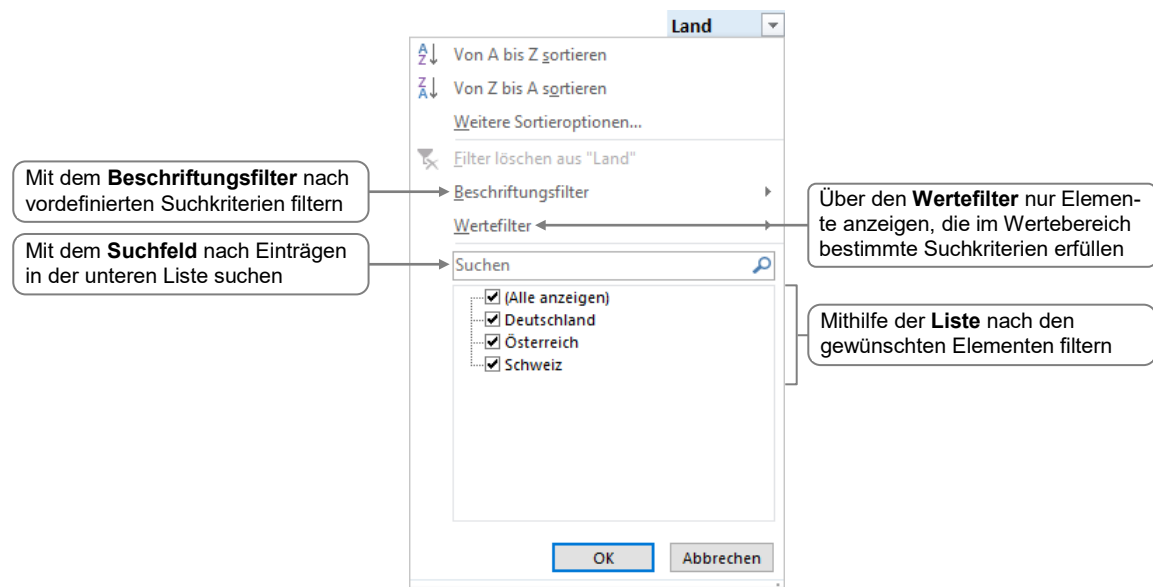 Land
Von A bis Z sortieren
Von Z bis A sortieren
Weitere Sortieroptionen...
Filter löschen aus "Land"
Mit dem Beschriftungsfilter nach
vordefinierten Suchkriterien filtern
Beschriftungsfilter
Wertefilter
Über den Wertefilter nur Elemen-
te anzeigen, die im Wertebereich
bestimmte Suchkriterien erfüllen
Mit dem Suchfeld nach Einträgen
in der unteren Liste suchen
Suchen
(Alle anzeigen)
Deutschland
Österreich
Schweiz
Mithilfe der Liste nach den
gewünschten Elementen filtern
OK
Abbrechen